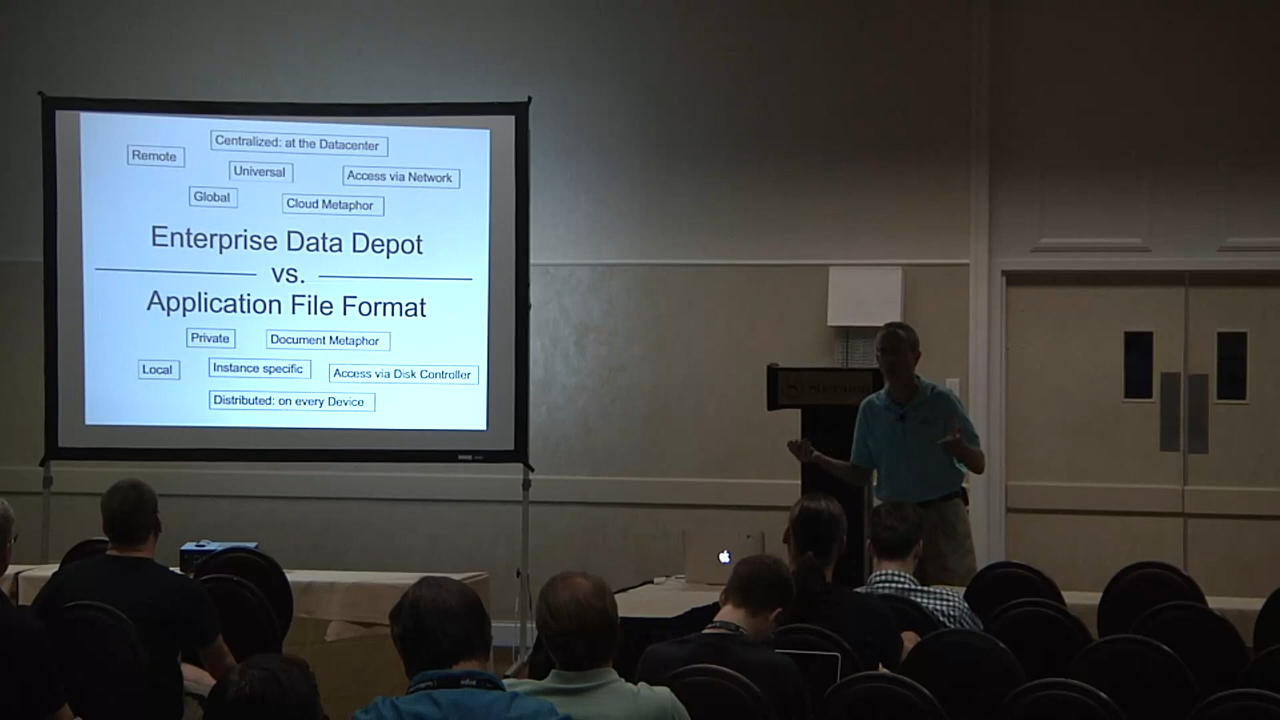 Centralized: at the Datacenter
Remote
Universal
Access via Network
Global
Cloud Metaphor
Enterprise Data Depot
vs.
Application File Format
Private
Document Metaphor
Local
Instance specific
Access via Disk Controller
Distributed: on every Device